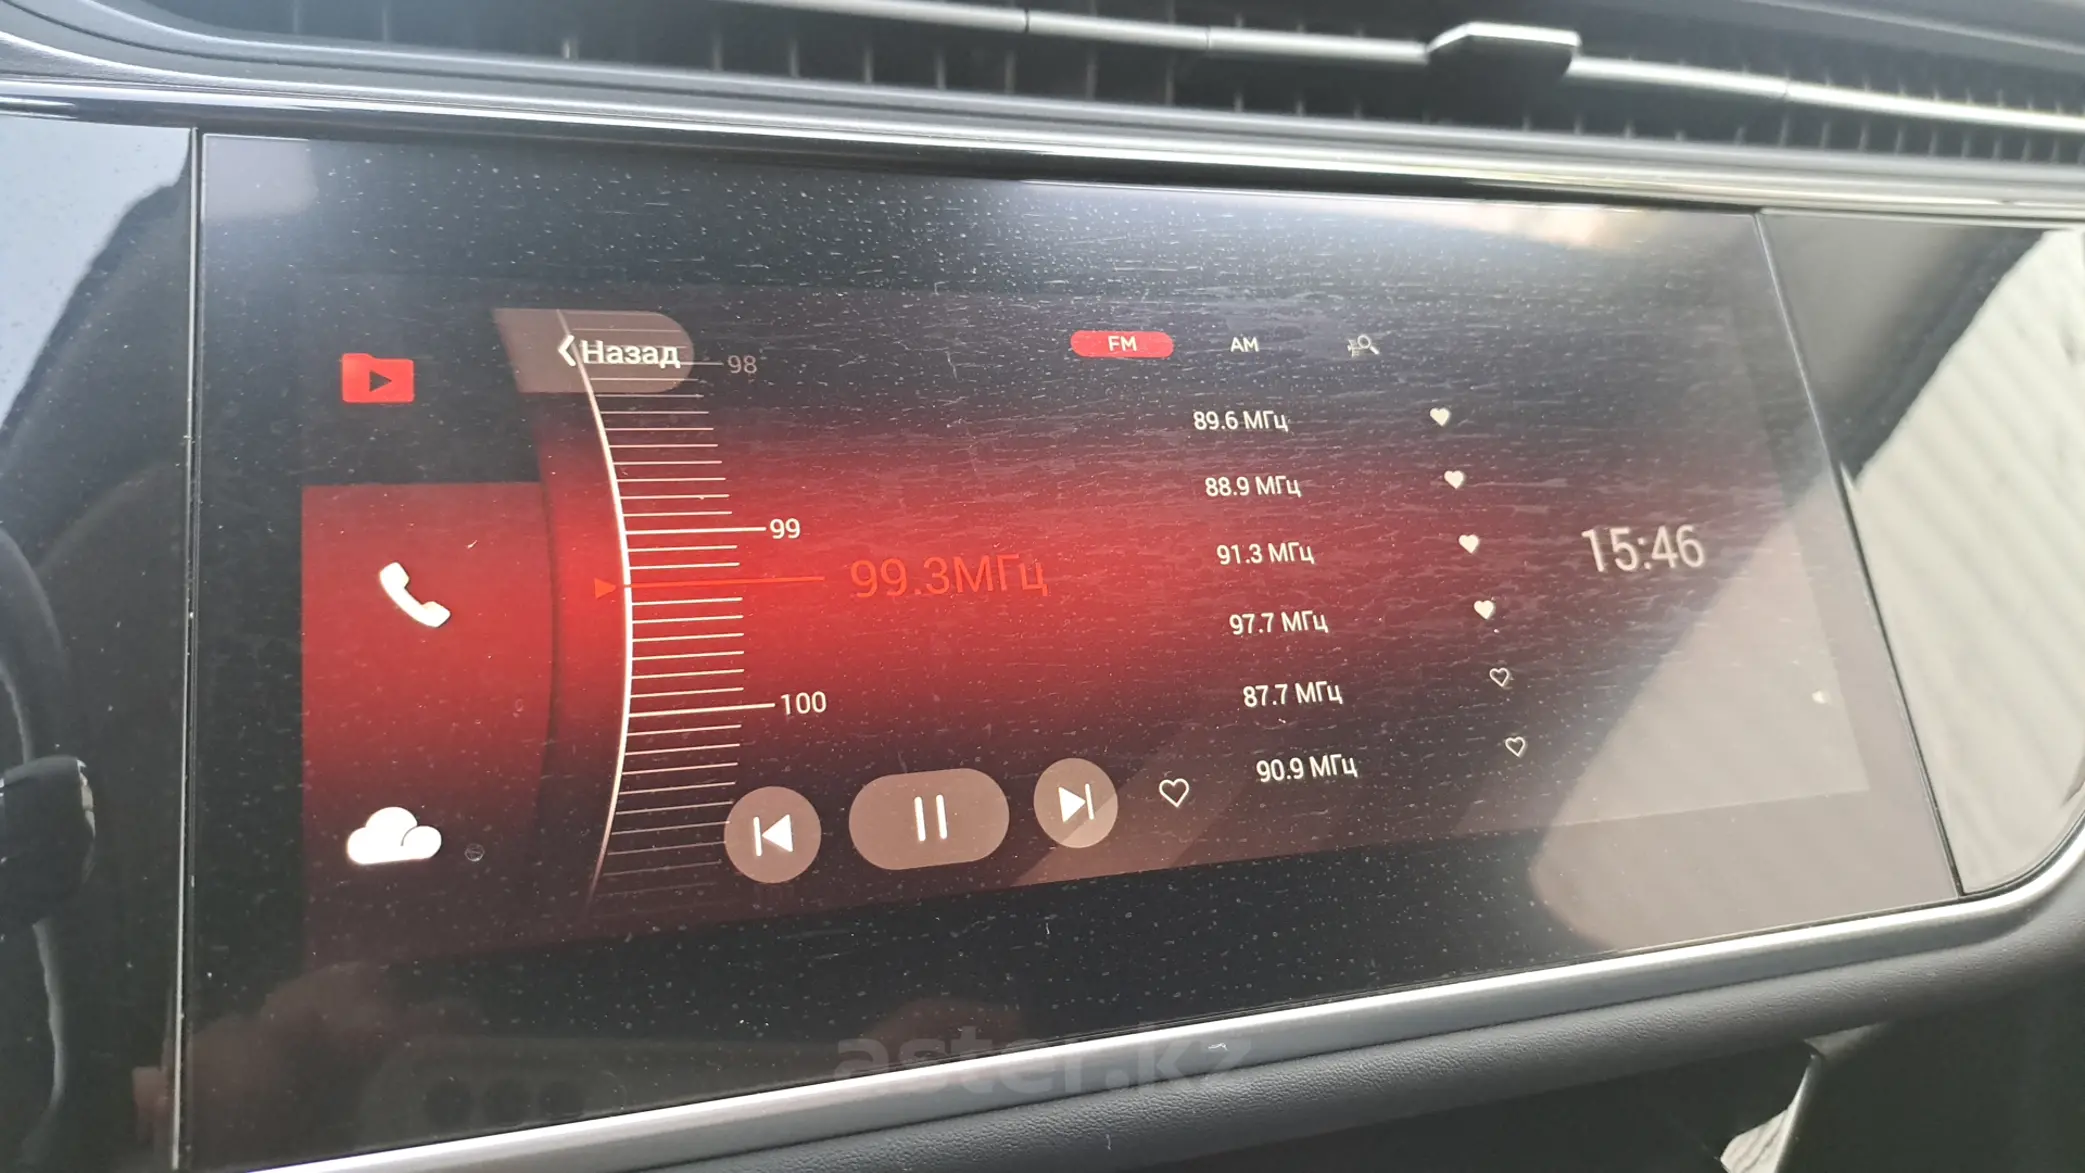 Назад
98
99
100
99.3МГц
FM
AM
89.6 МГц
88.9 МГц
91.3 МГц
97.7 МГц
87.7 МГц
90.9 МГц
15:46
aster.kz